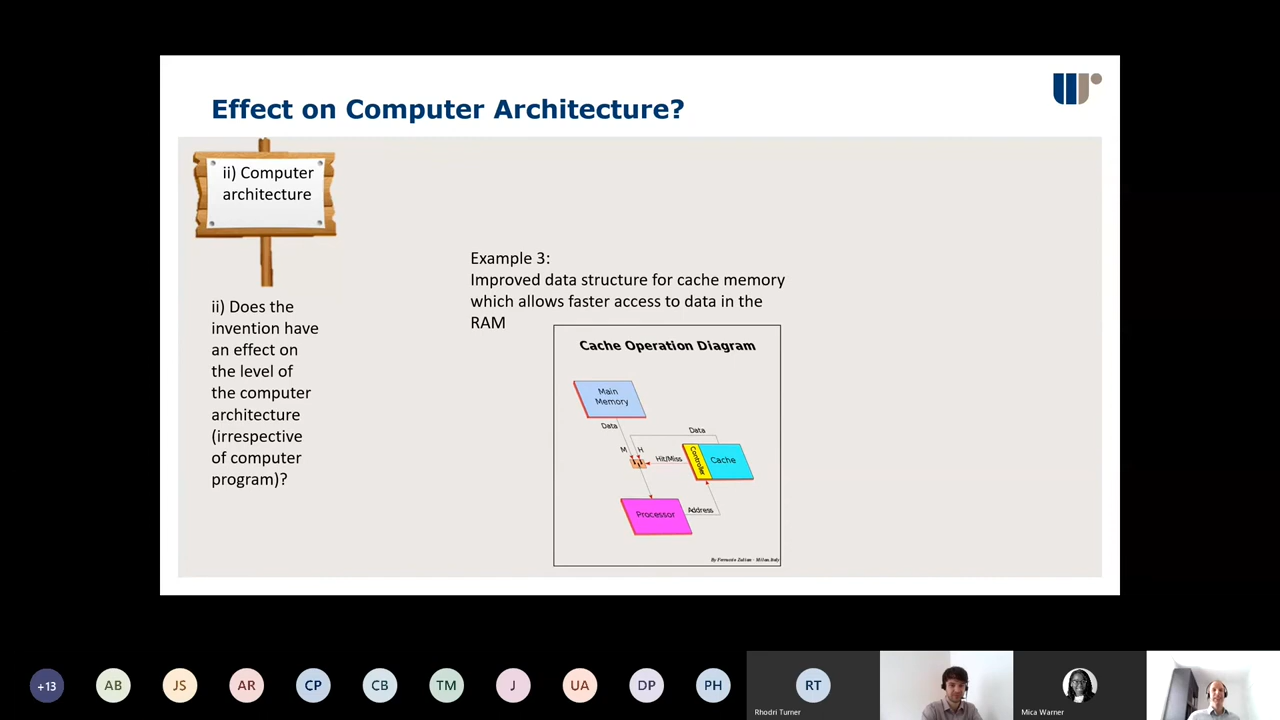 Effect on Computer Architecture?
ii) Computer
architecture
ii) Does the
invention have
an effect on
the level of
the computer
architecture
(irrespective
of computer
program)?
Example 3:
Improved data structure for cache memory
which allows faster access to data in the
RAM
Cache Operation Diagram
Main
Memory
Data
Data
M H
Hit/Miss
Controller
Cache
Processor
Address
+13
AB
JS
AR
CP
CB
TM
J
UA
DP
PH
RT
Rhodri Turner
Mica Warner